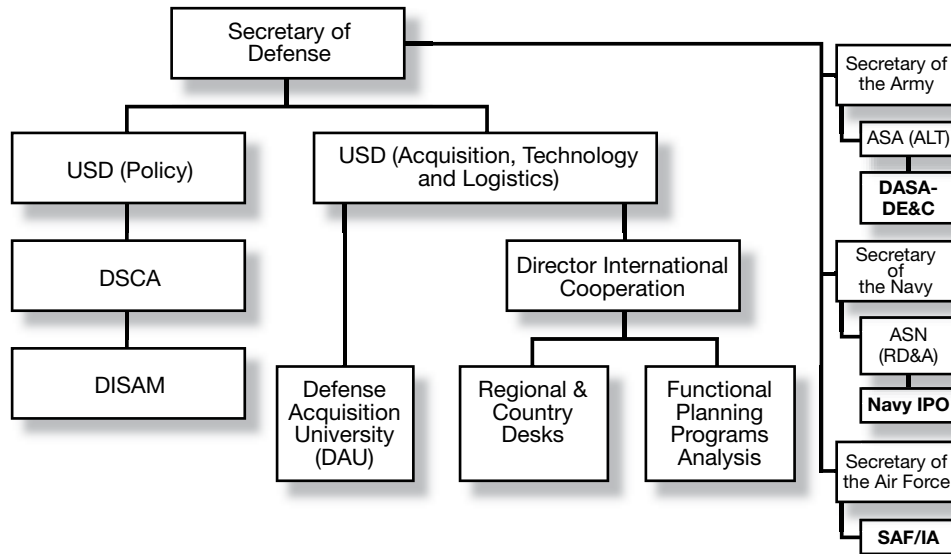 Secretary of
Defense
USD (Policy)
USD (Acquisition, Technology
and Logistics)
DSCA
Director International
Cooperation
DISAM
Defense
Acquisition
University
(DAU)
Regional &
Country
Desks
Functional
Planning
Programs
Analysis
Secretary of
the Army
ASA (ALT)
DASA-
DE&C
Secretary
of
the Navy
ASN
(RD&A)
Navy IPO
Secretary of
the Air Force
SAF/IA